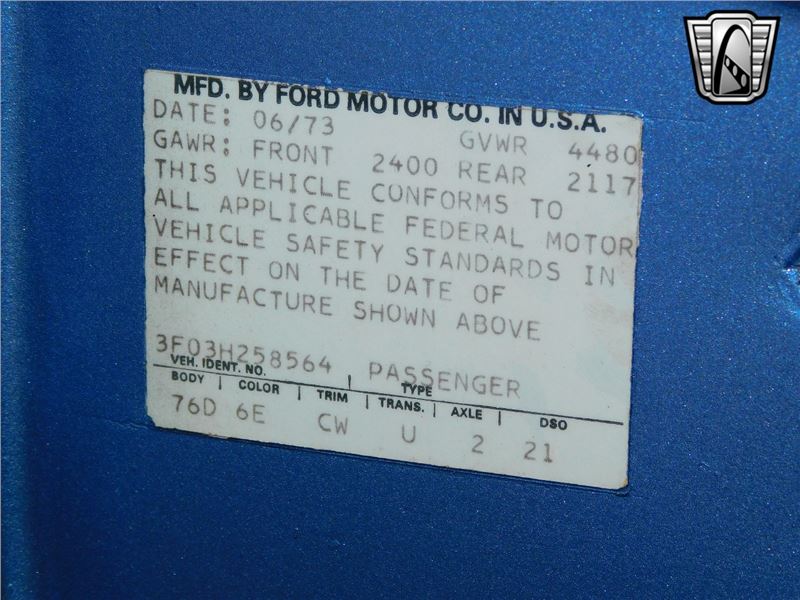 MFD. BY FORD MOTOR CO. IN U.S.A.
DATE: 06/73 GVWR 4480
GAWR: FRONT 2400 REAR 2117
THIS VEHICLE CONFORMS TO
ALL APPLICABLE FEDERAL MOTOR
VEHICLE SAFETY STANDARDS IN
EFFECT ON THE DATE OF
MANUFACTURE SHOWN ABOVE
3F03H258564 PASSENGER
VEH. IDENT. NO. TYPE
BODY | COLOR | TRIM | TRANS. | AXLE | DSO
76D 6E CW U 2 21